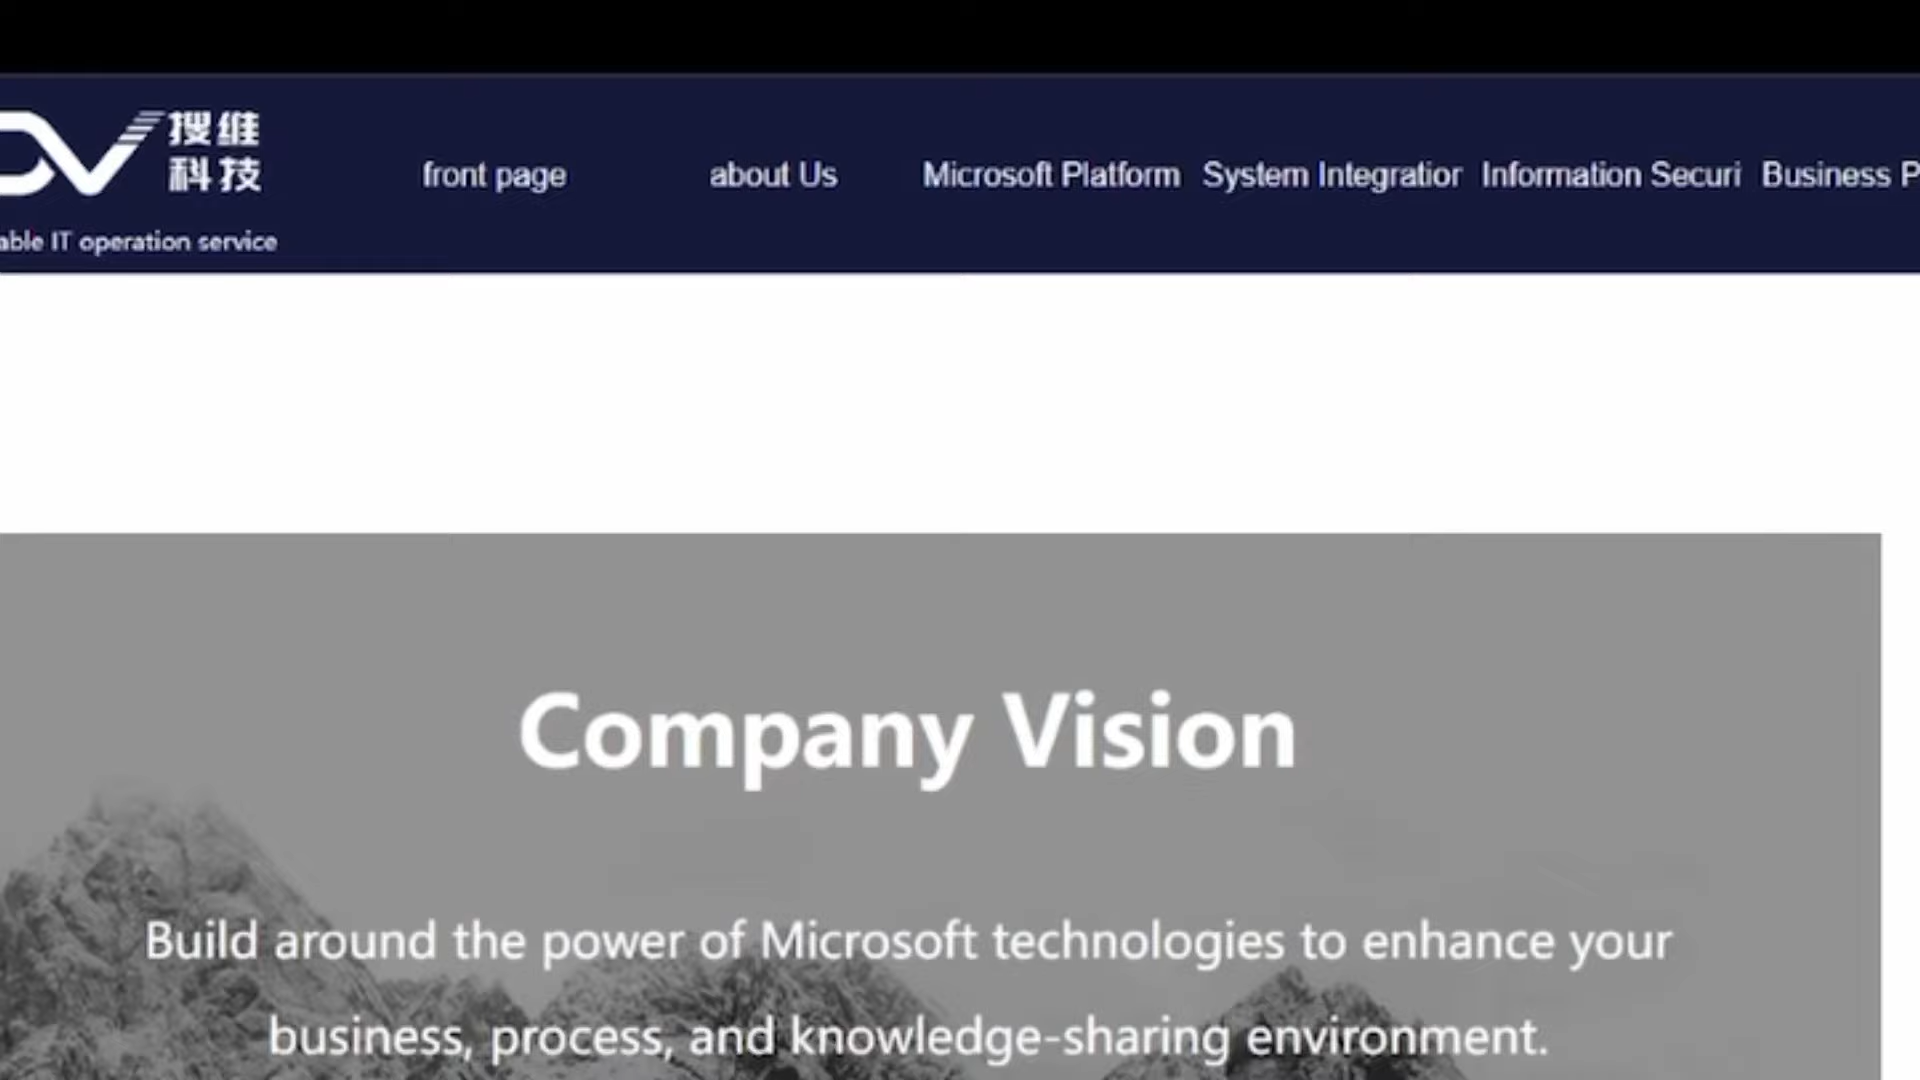 搜维
科技
able IT operation service
front page
about Us
Microsoft Platform
System Integration
Information Securi
Business P
Company Vision
Build around the power of Microsoft technologies to enhance your
business, process, and knowledge-sharing environment.